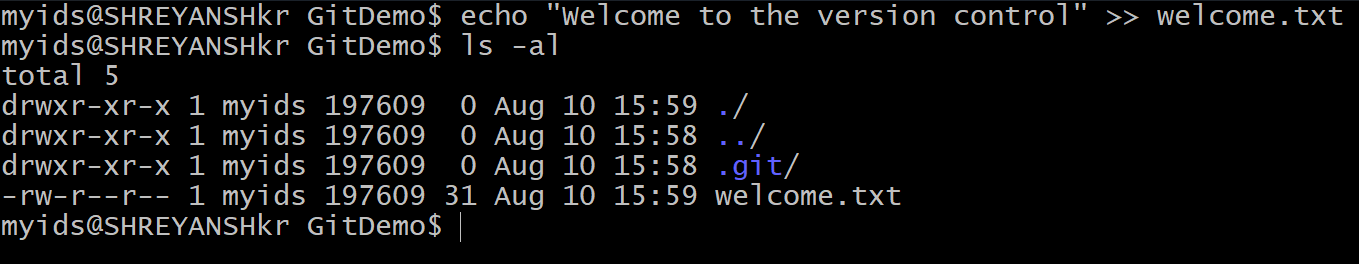 myids@SHREYANSHkr GitDemo$ echo "Welcome to the version control" >> welcome.txt
myids@SHREYANSHkr GitDemo$ ls -al
total 5
drwxr-xr-x 1 myids 197609  0 Aug 10 15:59 ./
drwxr-xr-x 1 myids 197609  0 Aug 10 15:58 ../
drwxr-xr-x 1 myids 197609  0 Aug 10 15:58 .git/
-rw-r--r-- 1 myids 197609 31 Aug 10 15:59 welcome.txt
myids@SHREYANSHkr GitDemo$